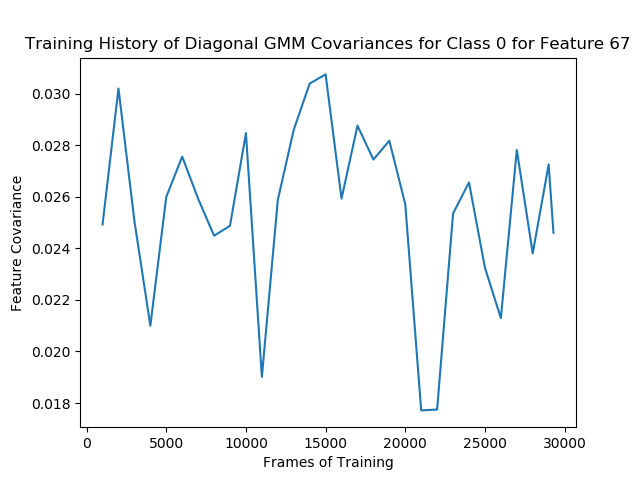 Training History of Diagonal GMM Covariances for Class 0 for Feature 67
Feature Covariance
0.030
0.028
0.026
0.024
0.022
0.020
0.018
0 5000 10000 15000 20000 25000 30000
Frames of Training